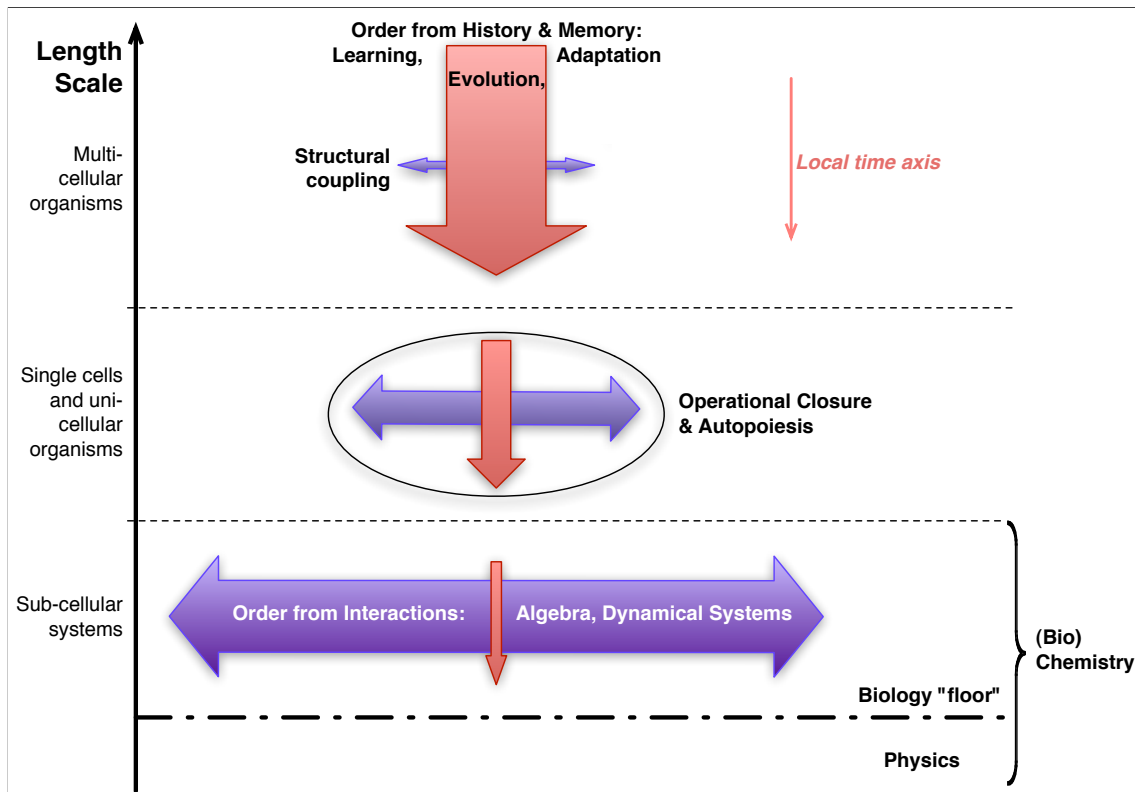 Length
Scale
Order from History & Memory:
Learning, Adaptation
Evolution,
Multi-
cellular
organisms
Structural
coupling
Local time axis
Single cells
and uni-
cellular
organisms
Operational Closure
& Autopoiesis
Sub-cellular
systems
Order from Interactions: Algebra, Dynamical Systems
(Bio)
Chemistry
Biology "floor"
Physics